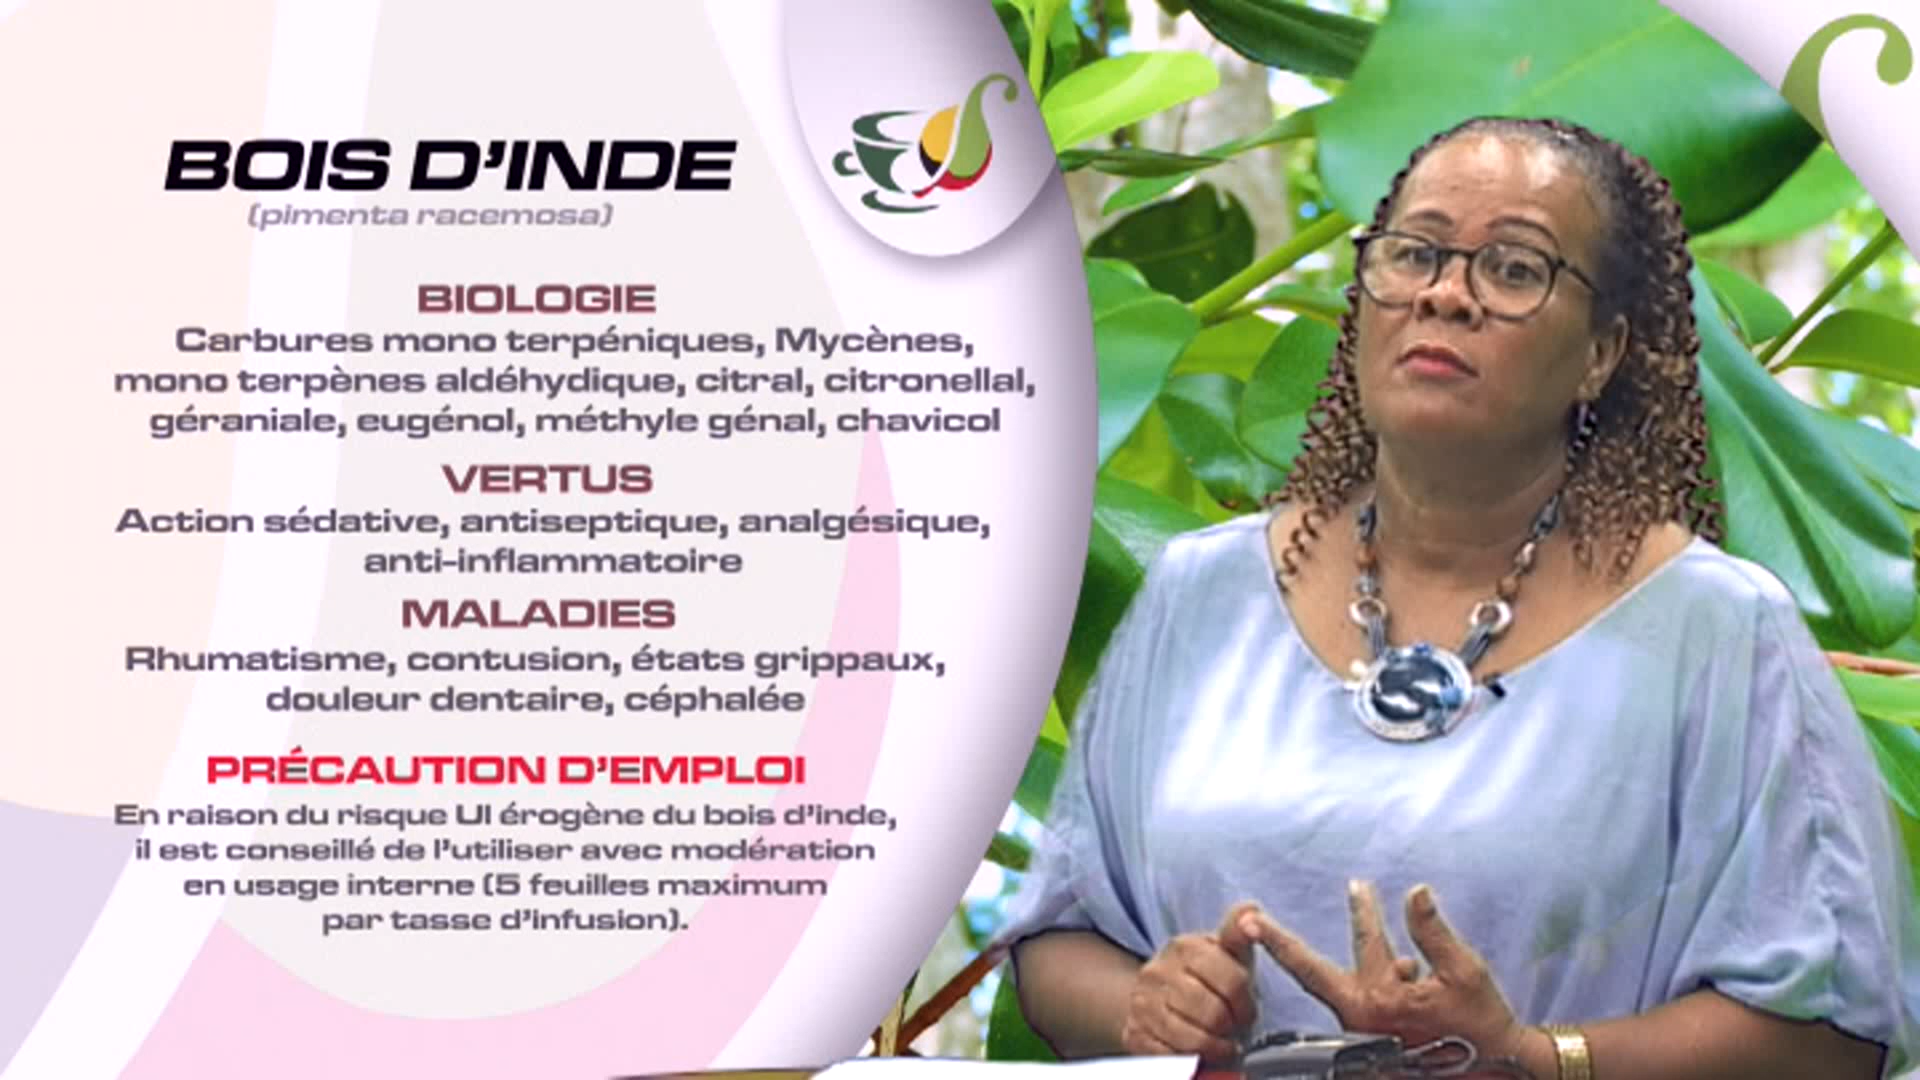 BOIS D'INDE
(pimenta racemosa)
BIOLOGIE
Carbures mono terpéniques, Mycènes,
mono terpènes aldéhydique, citral, citronellal,
géraniale, eugénol, méthyle génal, chavicol
VERTUS
Action sédative, antiseptique, analgésique,
anti-inflammatoire
MALADIES
Rhumatisme, contusion, états grippaux,
douleur dentaire, céphalée
PRÉCAUTION D'EMPLOI
En raison du risque Ul érogène du bois d'inde,
il est conseillé de l'utiliser avec modération
en usage interne (5 feuilles maximum
par tasse d'infusion).